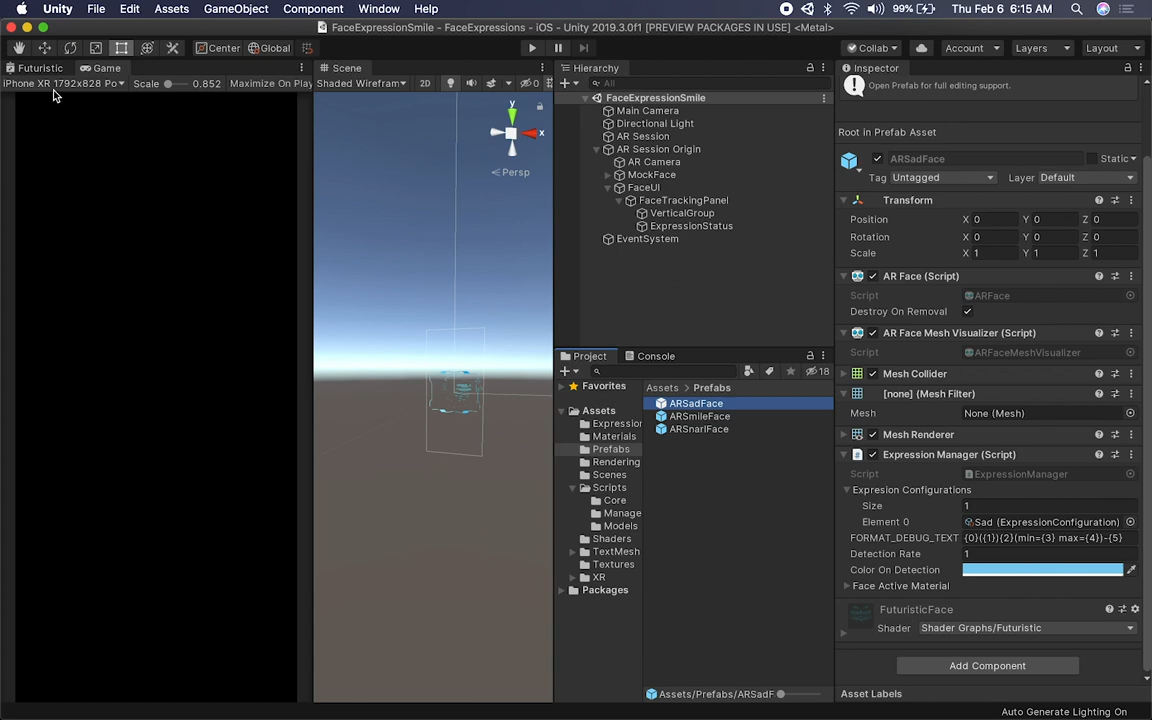 Unity File Edit Assets GameObject Component Window Help 99% Thu Feb 6 6:15 AM
FaceExpressionSmile - FaceExpressions - iOS - Unity 2019.3.0f1 [PREVIEW PACKAGES IN USE] <Metal>
Center Global Collab Account Layers Layout
Futuristic Game Scene Hierarchy Inspector
iPhone XR 1792x828 Po Scale 0.852 Maximize On Play Shaded Wirefram 2D 0 All
Open Prefab for full editing support.
FaceExpressionSmile
Main Camera
Directional Light
AR Session
AR Session Origin
AR Camera
MockFace
FaceUI
FaceTrackingPanel
VerticalGroup
ExpressionStatus
EventSystem
y
x
Persp
Root in Prefab Asset
ARSadFace Static
Tag Untagged Layer Default
Transform
Position X 0 Y 0 Z 0
Rotation X 0 Y 0 Z 0
Scale X 1 Y 1 Z 1
AR Face (Script)
Script ARFace
Destroy On Removal
AR Face Mesh Visualizer (Script)
Script ARFaceMeshVisualizer
Mesh Collider
[none] (Mesh Filter)
Mesh None (Mesh)
Mesh Renderer
Expression Manager (Script)
Script ExpressionManager
Expresion Configurations
Size 1
Element 0 Sad (ExpressionConfiguration)
FORMAT_DEBUG_TEXT {0}({1}){2}(min={3} max={4})-{5}
Detection Rate 1
Color On Detection
Face Active Material
FuturisticFace
Shader Shader Graphs/Futuristic
Add Component
Asset Labels
Project Console
18
Favorites
Assets
Expression
Materials
Prefabs
Rendering
Scenes
Scripts
Core
Manage
Models
Shaders
TextMesh
Textures
XR
Packages
Assets > Prefabs
ARSadFace
ARSmileFace
ARSnarlFace
Assets/Prefabs/ARSadF
Auto Generate Lighting On